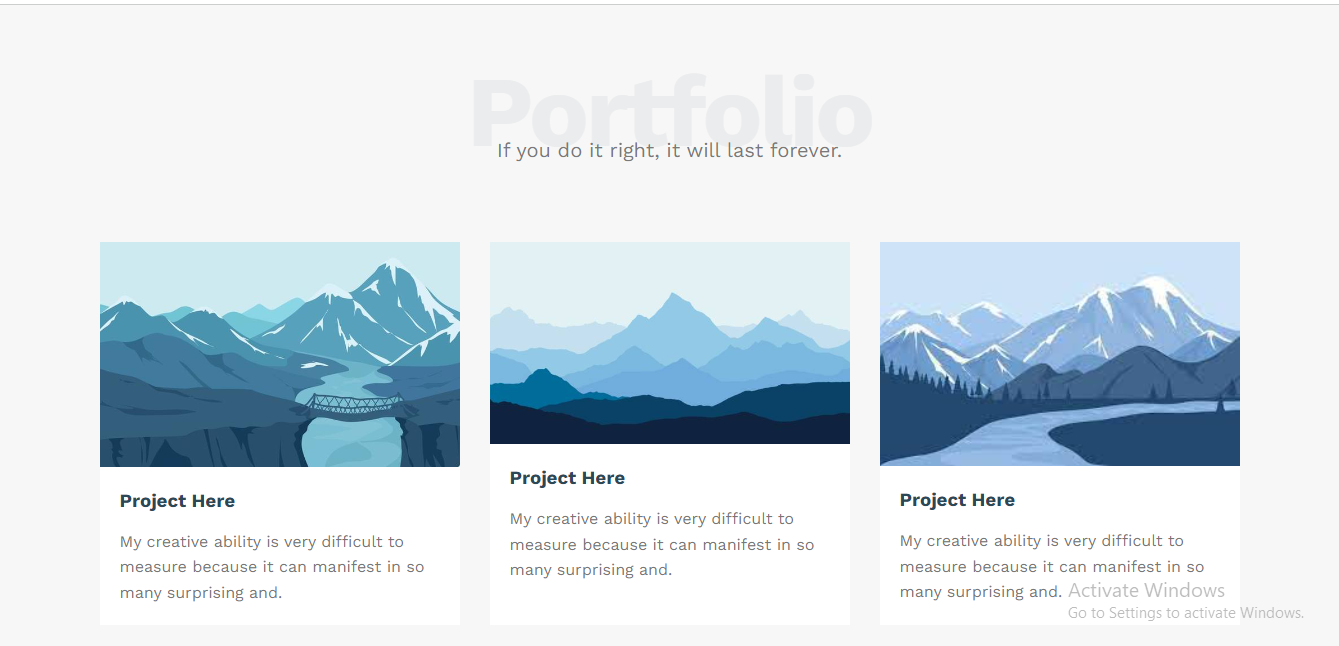 Portfolio
If you do it right, it will last forever.
Project Here
My creative ability is very difficult to
measure because it can manifest in so
many surprising and.
Project Here
My creative ability is very difficult to
measure because it can manifest in so
many surprising and.
Project Here
My creative ability is very difficult to
measure because it can manifest in so
many surprising and.
Activate Windows
Go to Settings to activate Windows.